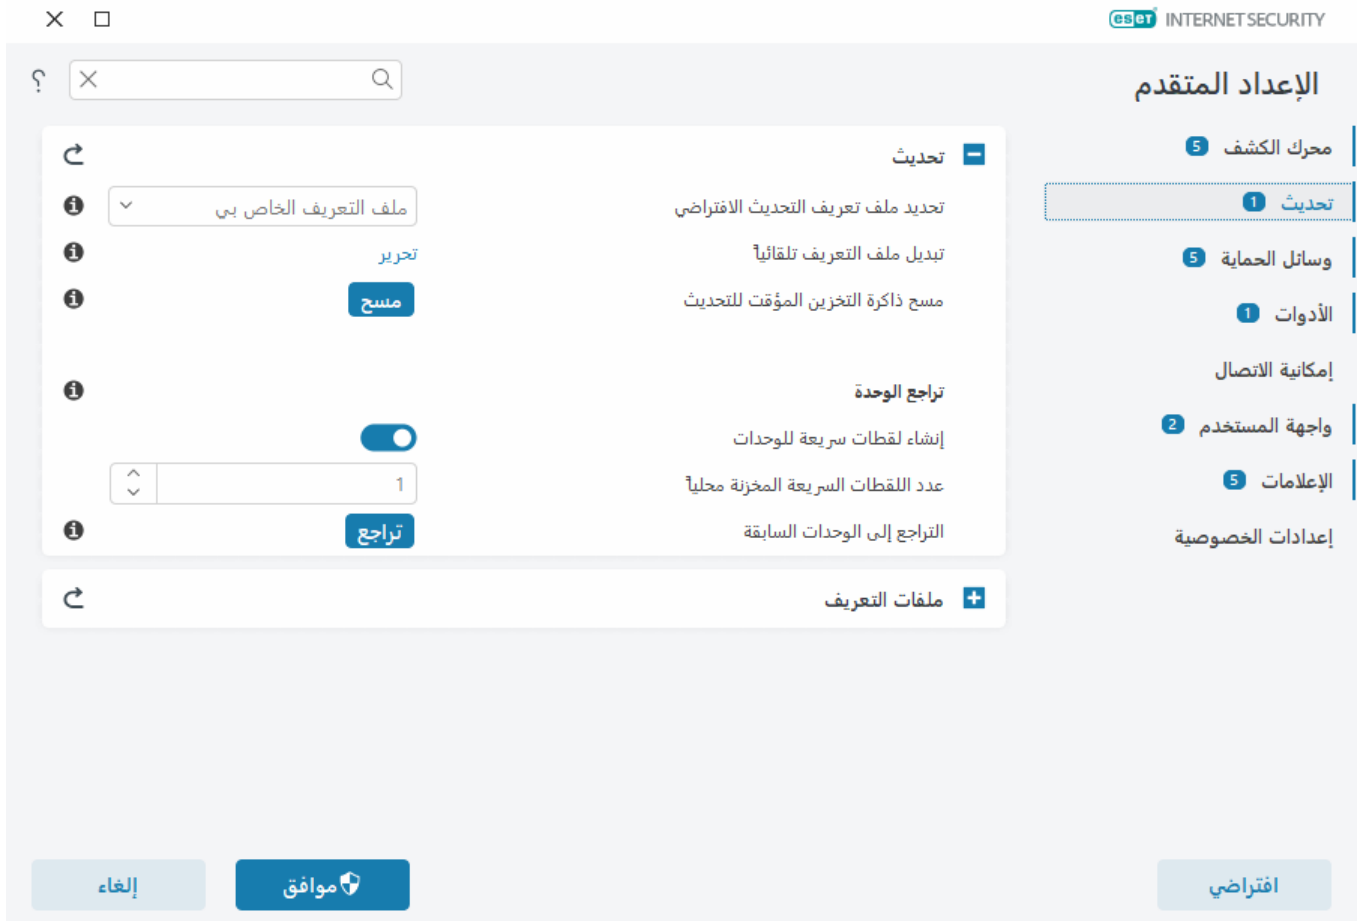 eset INTERNET SECURITY
الإعداد المتقدم
محرك الكشف 5
تحديث 1
وسائل الحماية 5
الأدوات 1
إمكانية الاتصال
واجهة المستخدم 2
الإعلامات 5
إعدادات الخصوصية
؟
تحديث
تحديد ملف تعريف التحديث الافتراضي
ملف التعريف الخاص بي
تبديل ملف التعريف تلقائياً
تحرير
مسح ذاكرة التخزين المؤقت للتحديث
مسح
تراجع الوحدة
إنشاء لقطات سريعة للوحدات
عدد اللقطات السريعة المخزنة محلياً
1
التراجع إلى الوحدات السابقة
تراجع
ملفات التعريف
افتراضي
موافق
إلغاء